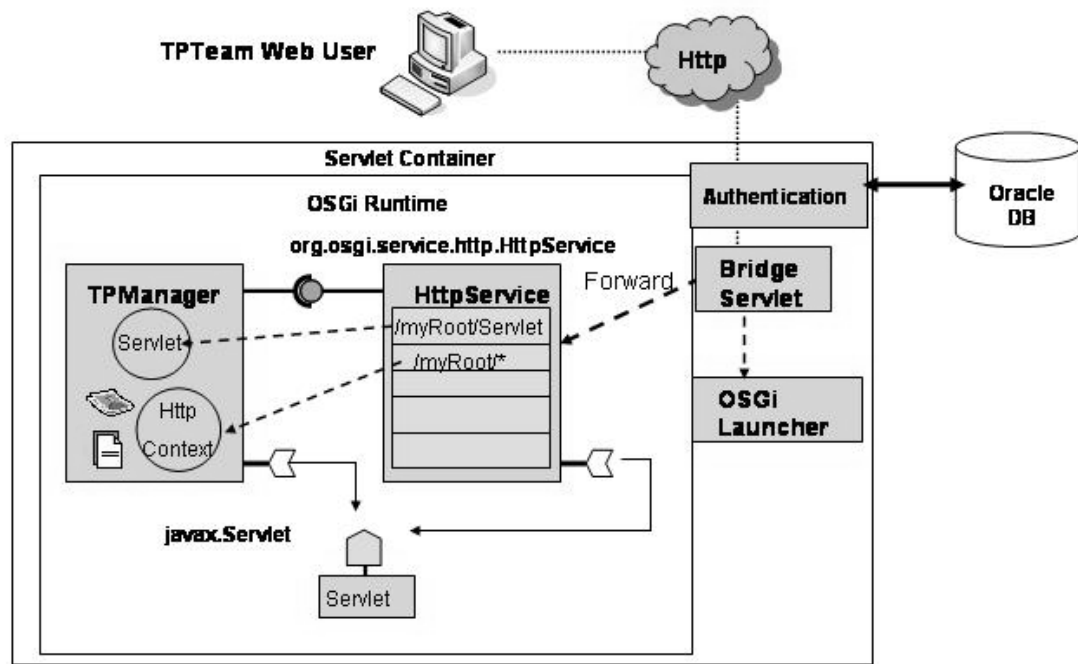 TPTeam Web User
Http
Servlet Container
OSGi Runtime
Authentication
Oracle
DB
org.osgi.service.http.HttpService
TPManager
HttpService
Forward
Bridge
Servlet
Servlet
/myRoot/Servlet
/myRoot/*
Http
Context
OSGi
Launcher
javax.Servlet
Servlet